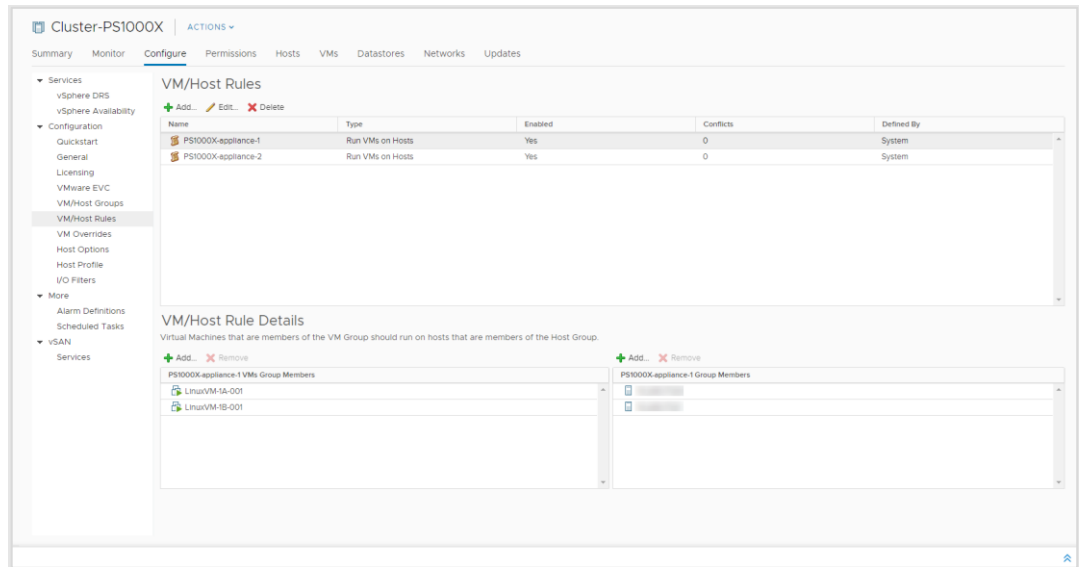 Cluster-PS1000X ACTIONS
Summary Monitor Configure Permissions Hosts VMs Datastores Networks Updates
Services
vSphere DRS
vSphere Availability
Configuration
Quickstart
General
Licensing
VMware EVC
VM/Host Groups
VM/Host Rules
VM Overrides
Host Options
Host Profile
I/O Filters
More
Alarm Definitions
Scheduled Tasks
vSAN
Services
VM/Host Rules
Add... Edit... Delete
Name Type Enabled Conflicts Defined By
PS1000X-appliance-1 Run VMs on Hosts Yes 0 System
PS1000X-appliance-2 Run VMs on Hosts Yes 0 System
VM/Host Rule Details
Virtual Machines that are members of the VM Group should run on hosts that are members of the Host Group.
Add... Remove
PS1000X-appliance-1 VMs Group Members
LinuxVM-1A-001
LinuxVM-1B-001
Add... Remove
PS1000X-appliance-1 Group Members